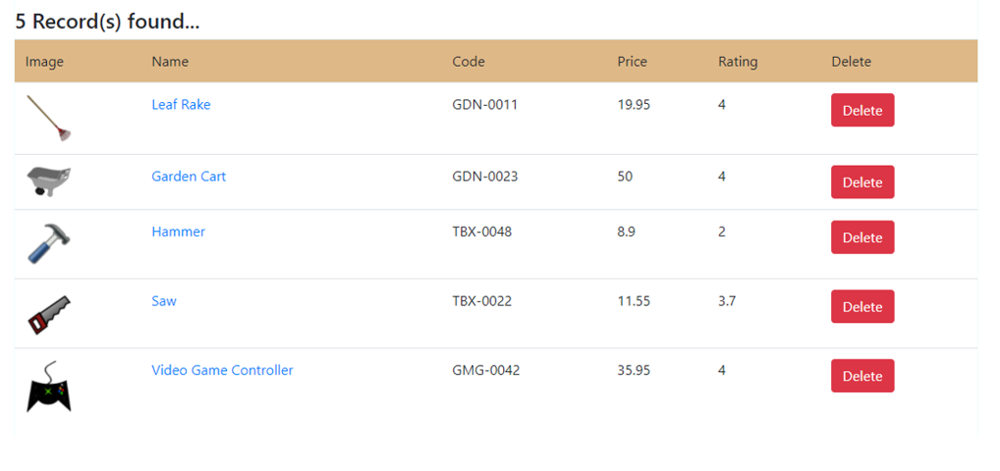 5 Record(s) found...
Image Name Code Price Rating Delete
Leaf Rake GDN-0011 19.95 4 Delete
Garden Cart GDN-0023 50 4 Delete
Hammer TBX-0048 8.9 2 Delete
Saw TBX-0022 11.55 3.7 Delete
Video Game Controller GMG-0042 35.95 4 Delete